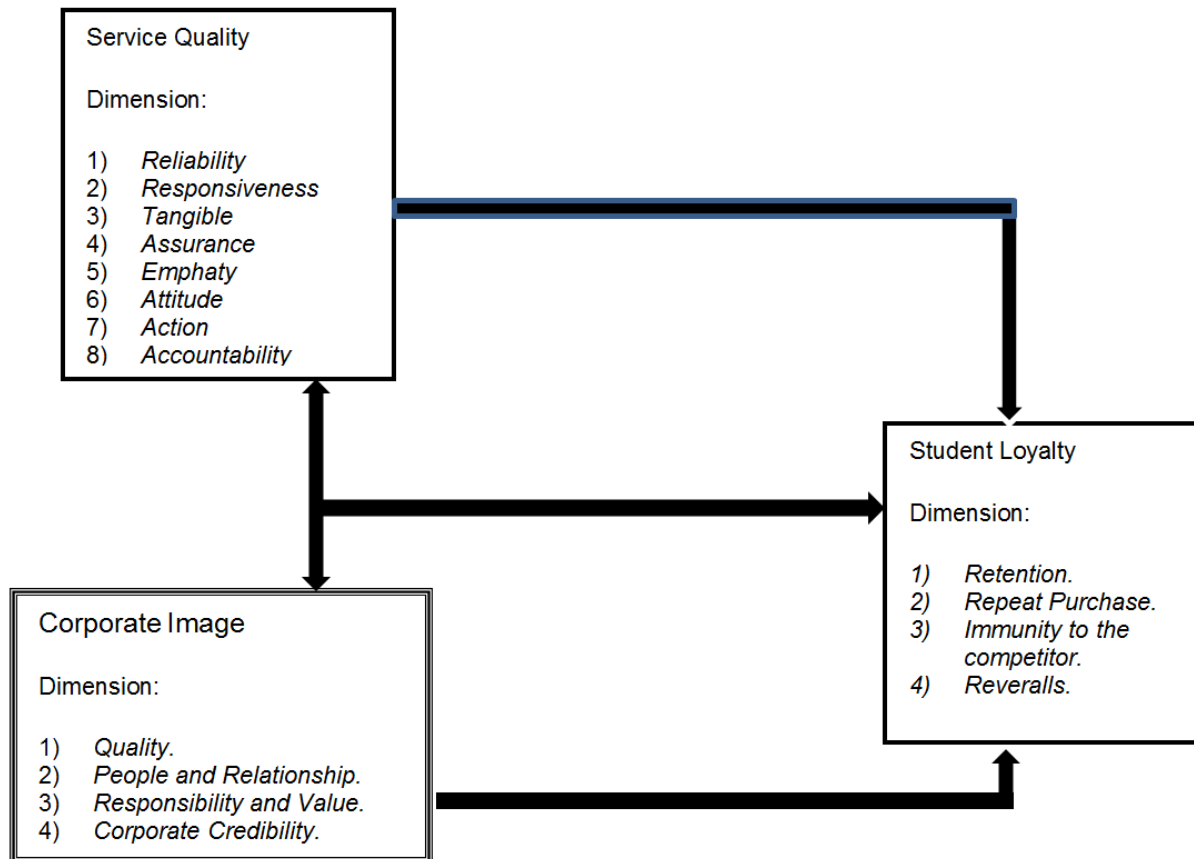 Service Quality
Dimension:
1) Reliability
2) Responsiveness
3) Tangible
4) Assurance
5) Emphaty
6) Attitude
7) Action
8) Accountability
Student Loyalty
Dimension:
1) Retention.
2) Repeat Purchase.
3) Immunity to the
competitor.
4) Reveralls.
Corporate Image
Dimension:
1) Quality.
2) People and Relationship.
3) Responsibility and Value.
4) Corporate Credibility.